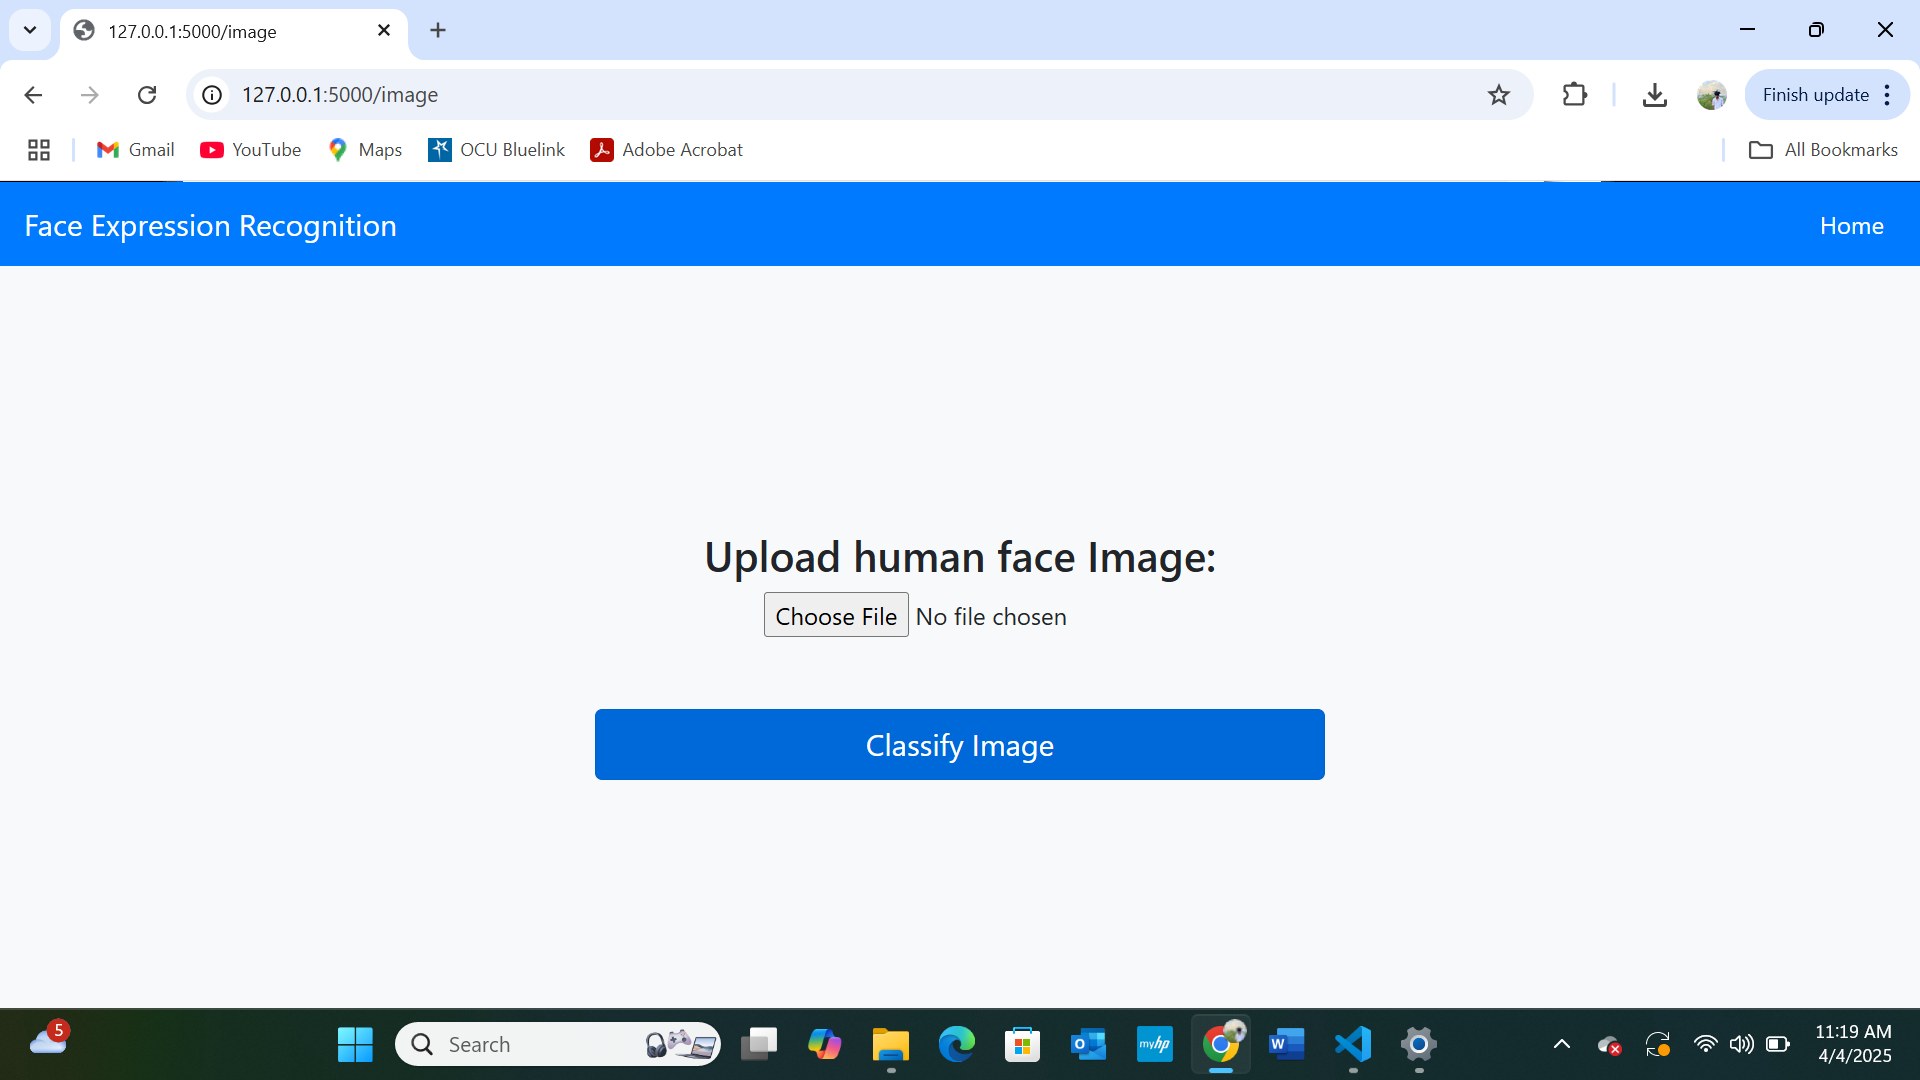 127.0.0.1:5000/image
127.0.0.1:5000/image
Finish update
Gmail
YouTube
Maps
OCU Bluelink
Adobe Acrobat
All Bookmarks
Face Expression Recognition
Home
Upload human face Image:
Choose File No file chosen
Classify Image
5
Search
myhp
11:19 AM
4/4/2025